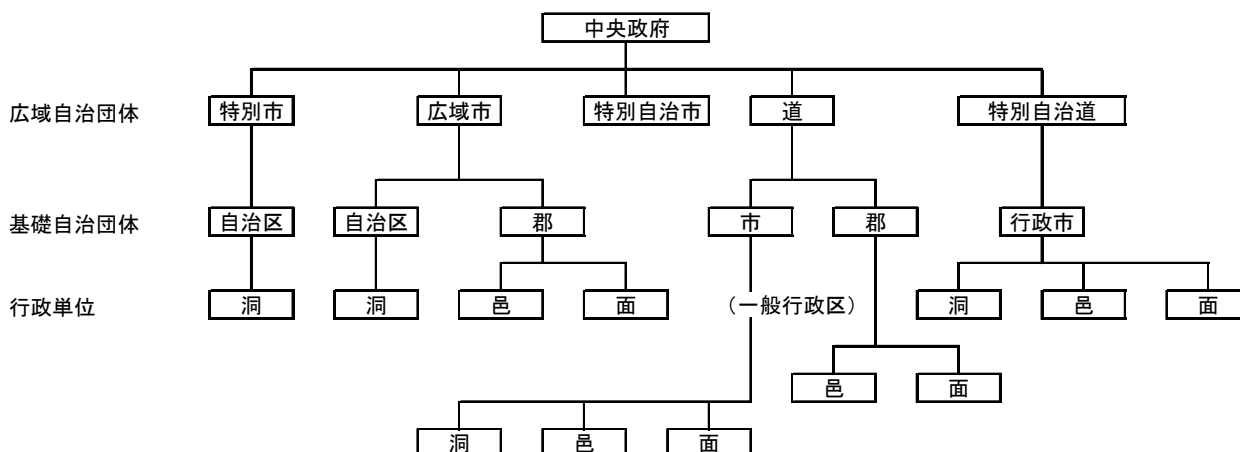 中央政府
広域自治団体 特別市 広域市 特別自治市 道 特別自治道
基礎自治団体 自治区 自治区 郡 市 郡 行政市
行政単位 洞 洞 邑 面 (一般行政区) 洞 邑 面
邑 面
洞 邑 面